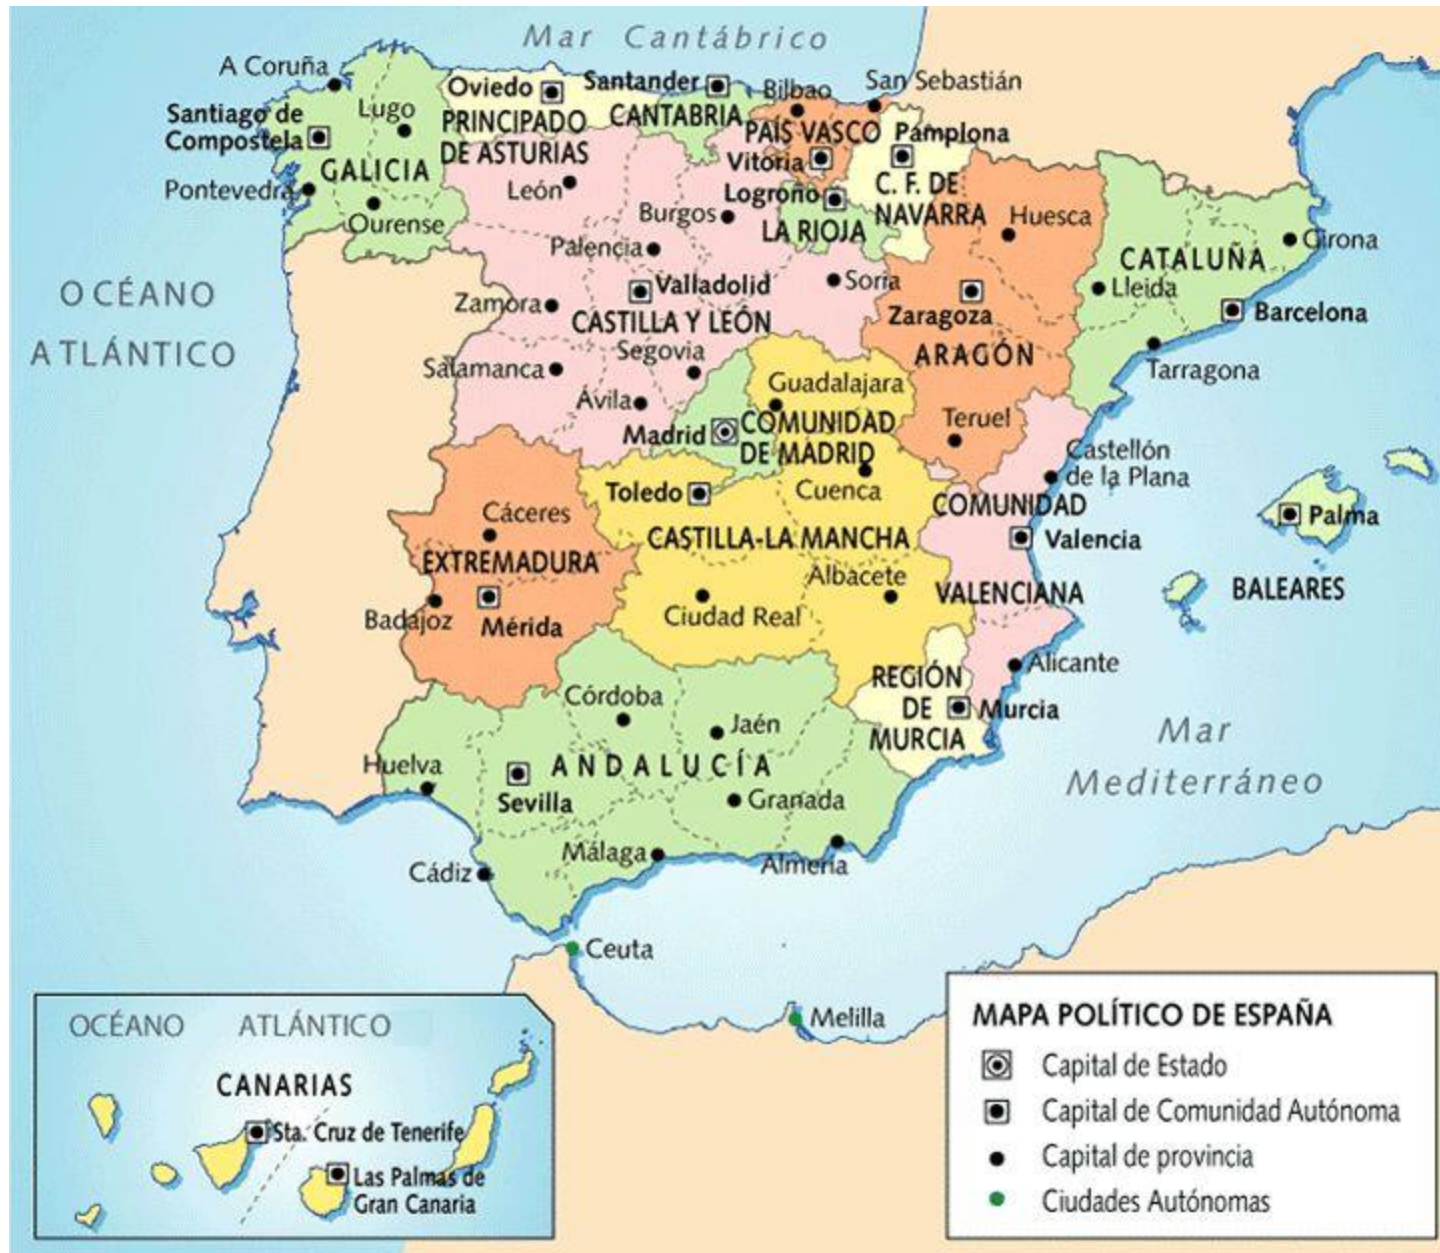 Mar Cantábrico
A Coruña
Santiago de
Compostela
Lugo
GALICIA
Pontevedra
Ourense
Oviedo
PRINCIPADO
DE ASTURIAS
Santander
CANTABRIA
Bilbao
San Sebastián
PAÍS VASCO
Vitoria
Pamplona
C. F. DE
NAVARRA
Logroño
LA RIOJA
León
Burgos
Palencia
Valladolid
Soria
Zamora
CASTILLA Y LEÓN
Segovia
Salamanca
Ávila
Huesca
Zaragoza
ARAGÓN
Teruel
CATALUÑA
Girona
Lleida
Barcelona
Tarragona
OCÉANO
ATLÁNTICO
Guadalajara
Madrid
COMUNIDAD
DE MADRID
Cuenca
Toledo
CASTILLA-LA MANCHA
Albacete
Ciudad Real
Castellón
de la Plana
COMUNIDAD
Valencia
VALENCIANA
Alicante
Palma
BALEARES
Cáceres
EXTREMADURA
Badajoz
Mérida
REGIÓN
DE
MURCIA
Murcia
Córdoba
Jaén
Huelva
ANDALUCÍA
Sevilla
Granada
Málaga
Almería
Cádiz
Mar
Mediterráneo
Ceuta
Melilla
OCÉANO ATLÁNTICO
CANARIAS
Sta. Cruz de Tenerife
Las Palmas de
Gran Canaria
MAPA POLÍTICO DE ESPAÑA
Capital de Estado
Capital de Comunidad Autónoma
Capital de provincia
Ciudades Autónomas